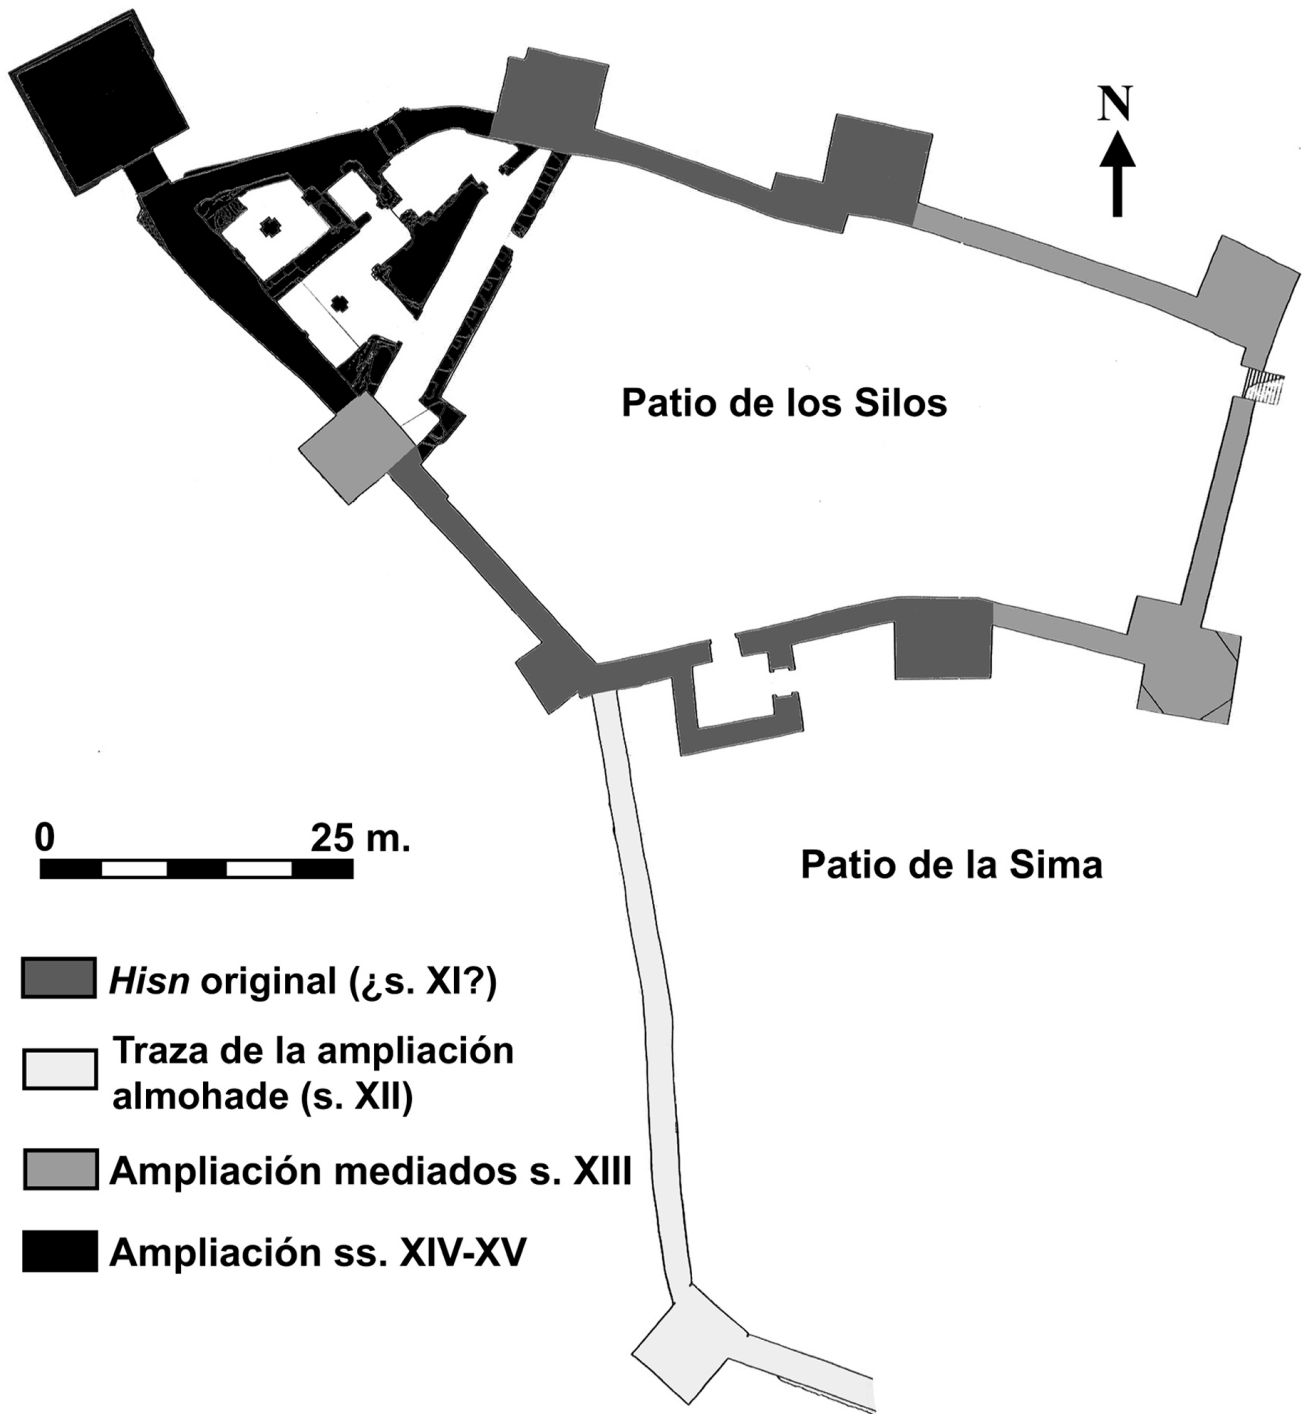 N
Patio de los Silos
0 25 m.
Patio de la Sima
Hisn original (¿s. XI?)
Traza de la ampliación
almohade (s. XII)
Ampliación mediados s. XIII
Ampliación ss. XIV-XV